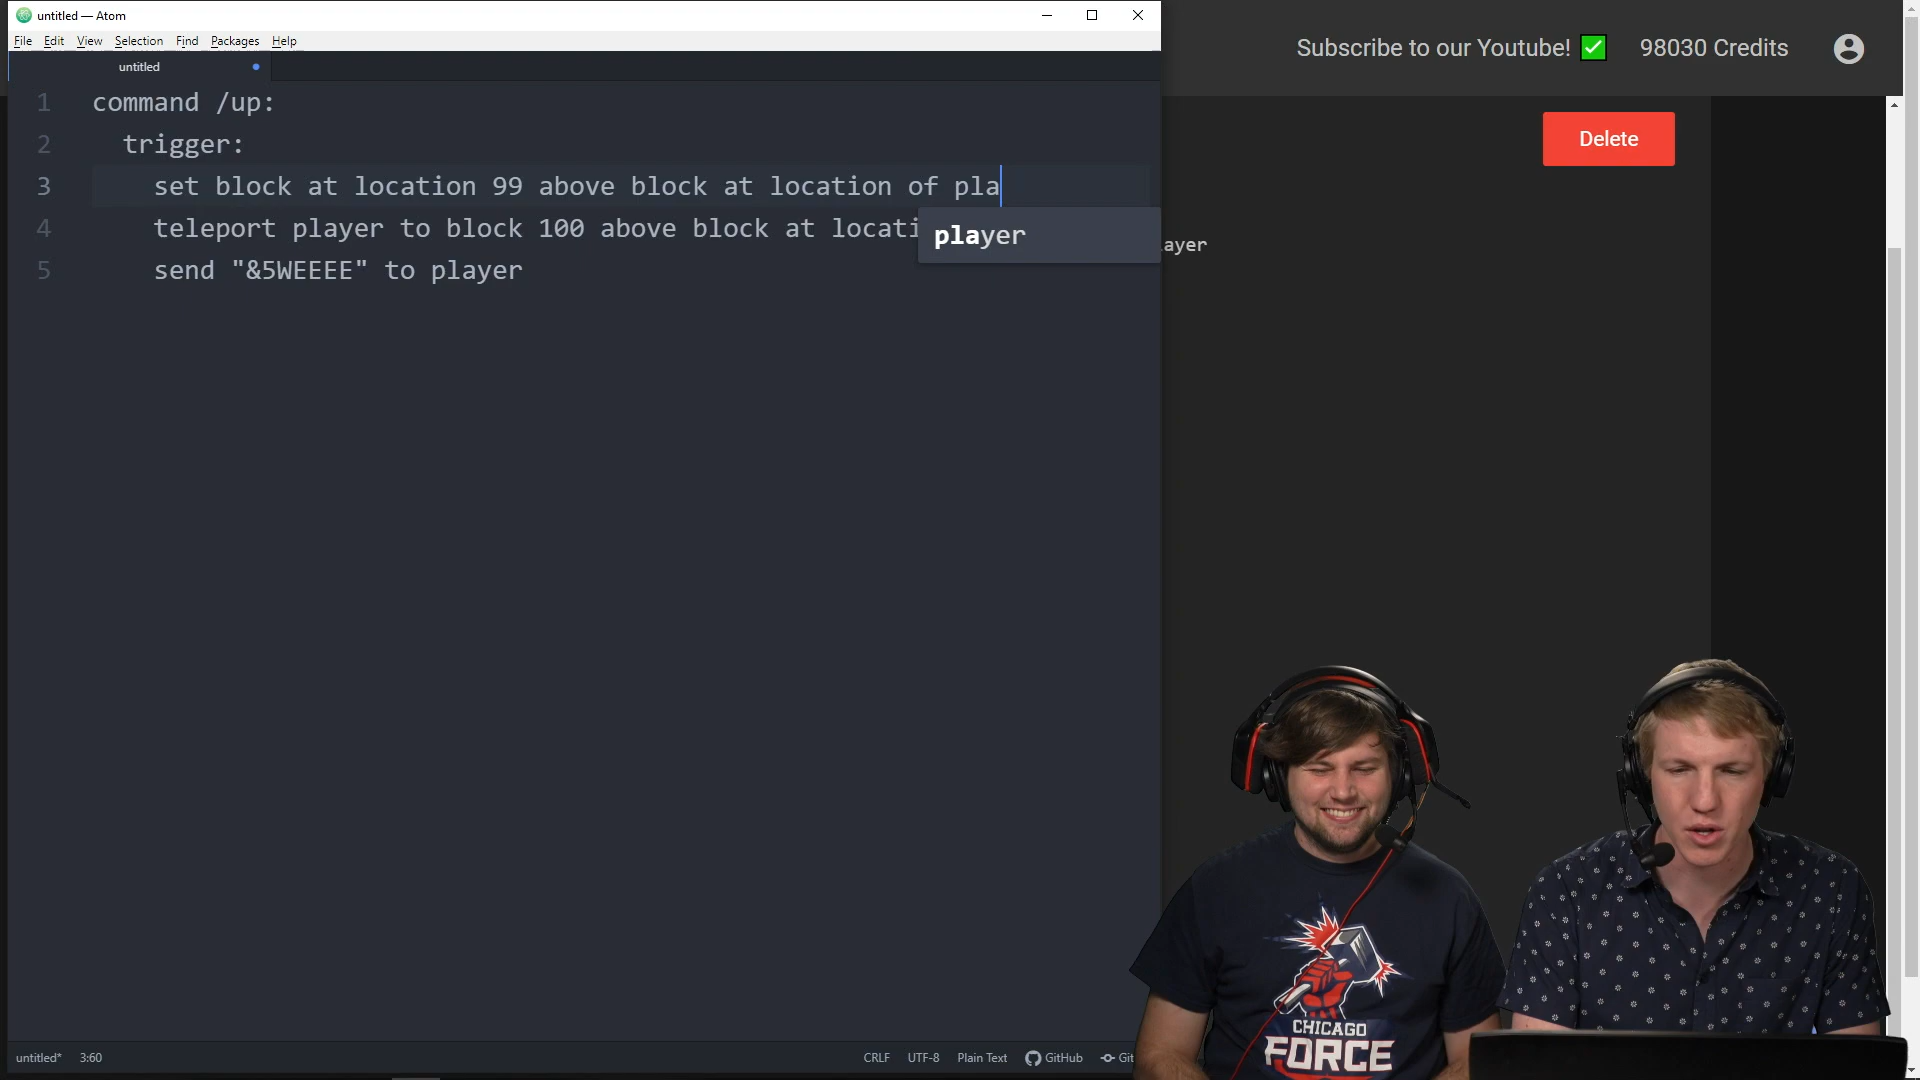 untitled — Atom
File Edit View Selection Find Packages Help
untitled
1 command /up:
2 trigger:
3 set block at location 99 above block at location of pla
4 teleport player to block 100 above block at locati
5 send "&5WEEEE" to player
player
ayer
Subscribe to our Youtube! ✅ 98030 Credits
Delete
CHICAGO
FORCE
untitled* 3:60 CRLF UTF-8 Plain Text GitHub Git